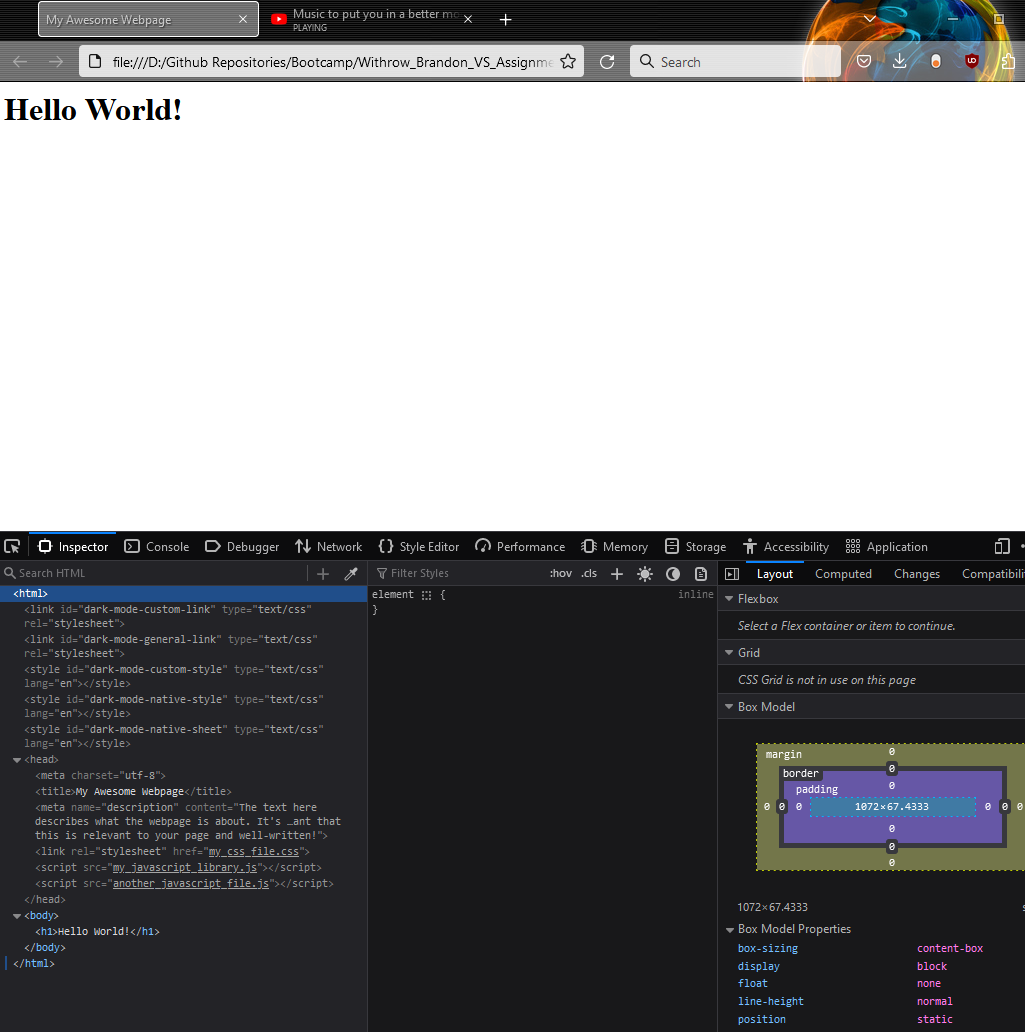 My Awesome Webpage
Music to put you in a better mo
PLAYING
file:///D:/Github Repositories/Bootcamp/Withrow_Brandon_VS_Assignme
Search
Hello World!
Inspector Console Debugger Network Style Editor Performance Memory Storage Accessibility Application
Search HTML
<html>
<link id="dark-mode-custom-link" type="text/css"
rel="stylesheet">
<link id="dark-mode-general-link" type="text/css"
rel="stylesheet">
<style id="dark-mode-custom-style" type="text/css"
lang="en"></style>
<style id="dark-mode-native-style" type="text/css"
lang="en"></style>
<style id="dark-mode-native-sheet" type="text/css"
lang="en"></style>
<head>
<meta charset="utf-8">
<title>My Awesome Webpage</title>
<meta name="description" content="The text here
describes what the webpage is about. It's …ant that
this is relevant to your page and well-written!">
<link rel="stylesheet" href="my_css_file.css">
<script src="my_javascript_library.js"></script>
<script src="another_javascript_file.js"></script>
</head>
<body>
<h1>Hello World!</h1>
</body>
</html>
Filter Styles :hov .cls
element { inline
}
Layout Computed Changes Compatibili
Flexbox
Select a Flex container or item to continue.
Grid
CSS Grid is not in use on this page
Box Model
margin 0
border 0
padding 0
0 0 0 1072×67.4333 0 0 0
0
0
0
1072×67.4333 s
Box Model Properties
box-sizing content-box
display block
float none
line-height normal
position static